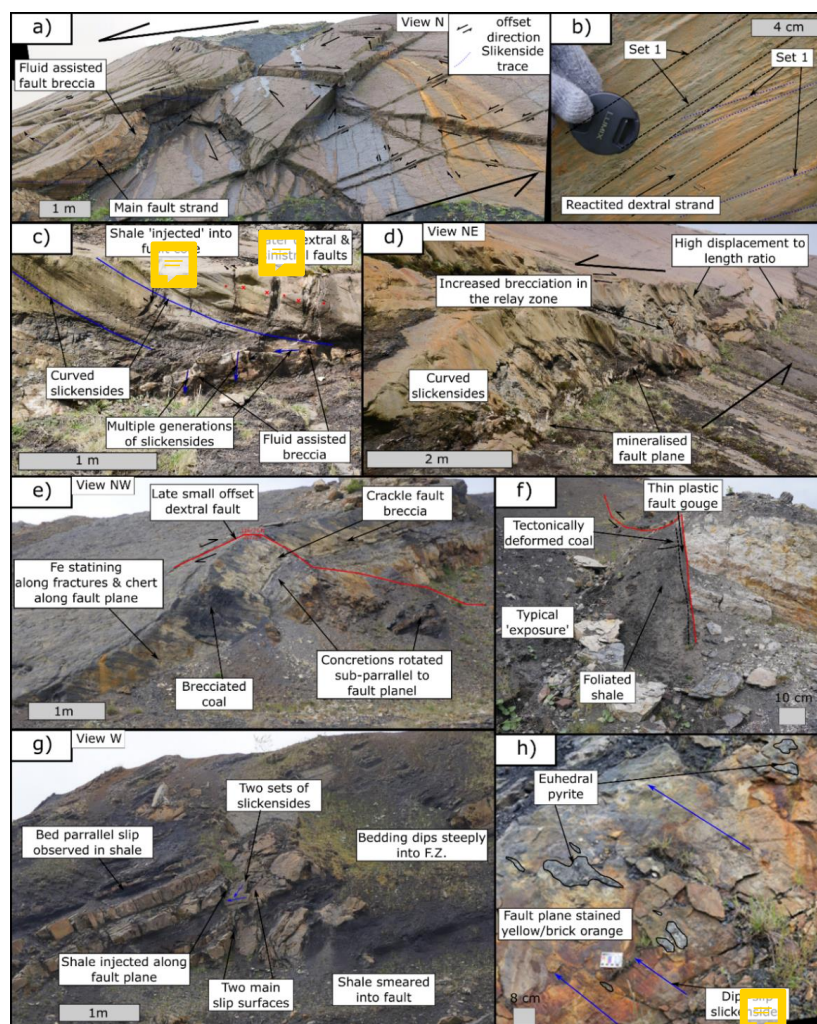 a)
View N
offset
direction
Slikenside
trace
Fluid assisted
fault breccia
Main fault strand
1 m
b)
4 cm
Set 1
Set 1
LUMIX
Reactited dextral strand
c)
Shale 'injected' into
dextral &
faults
Curved
slickensides
Multiple generations
of slickensides
Fluid assisted
breccia
1 m
d)
View NE
High displacement to
length ratio
Increased brecciation in
the relay zone
Curved
slickensides
mineralised
fault plane
2 m
e)
View NW
Late small offset
dextral fault
Crackle fault
breccia
Fe statining
along fractures & chert
along fault plane
Brecciated
coal
Concretions rotated
sub-parallel to
fault planel
1m
f)
Thin plastic
fault gouge
Tectonically
deformed coal
Typical
'exposure'
Foliated
shale
10 cm
g)
View W
Two sets of
slickensides
Bed parrallel slip
observed in shale
Bedding dips steeply
into F.Z.
Shale injected along
fault plane
Two main
slip surfaces
Shale smeared
into fault
1m
h)
Euhedral
pyrite
Fault plane stained
yellow/brick orange
8 cm